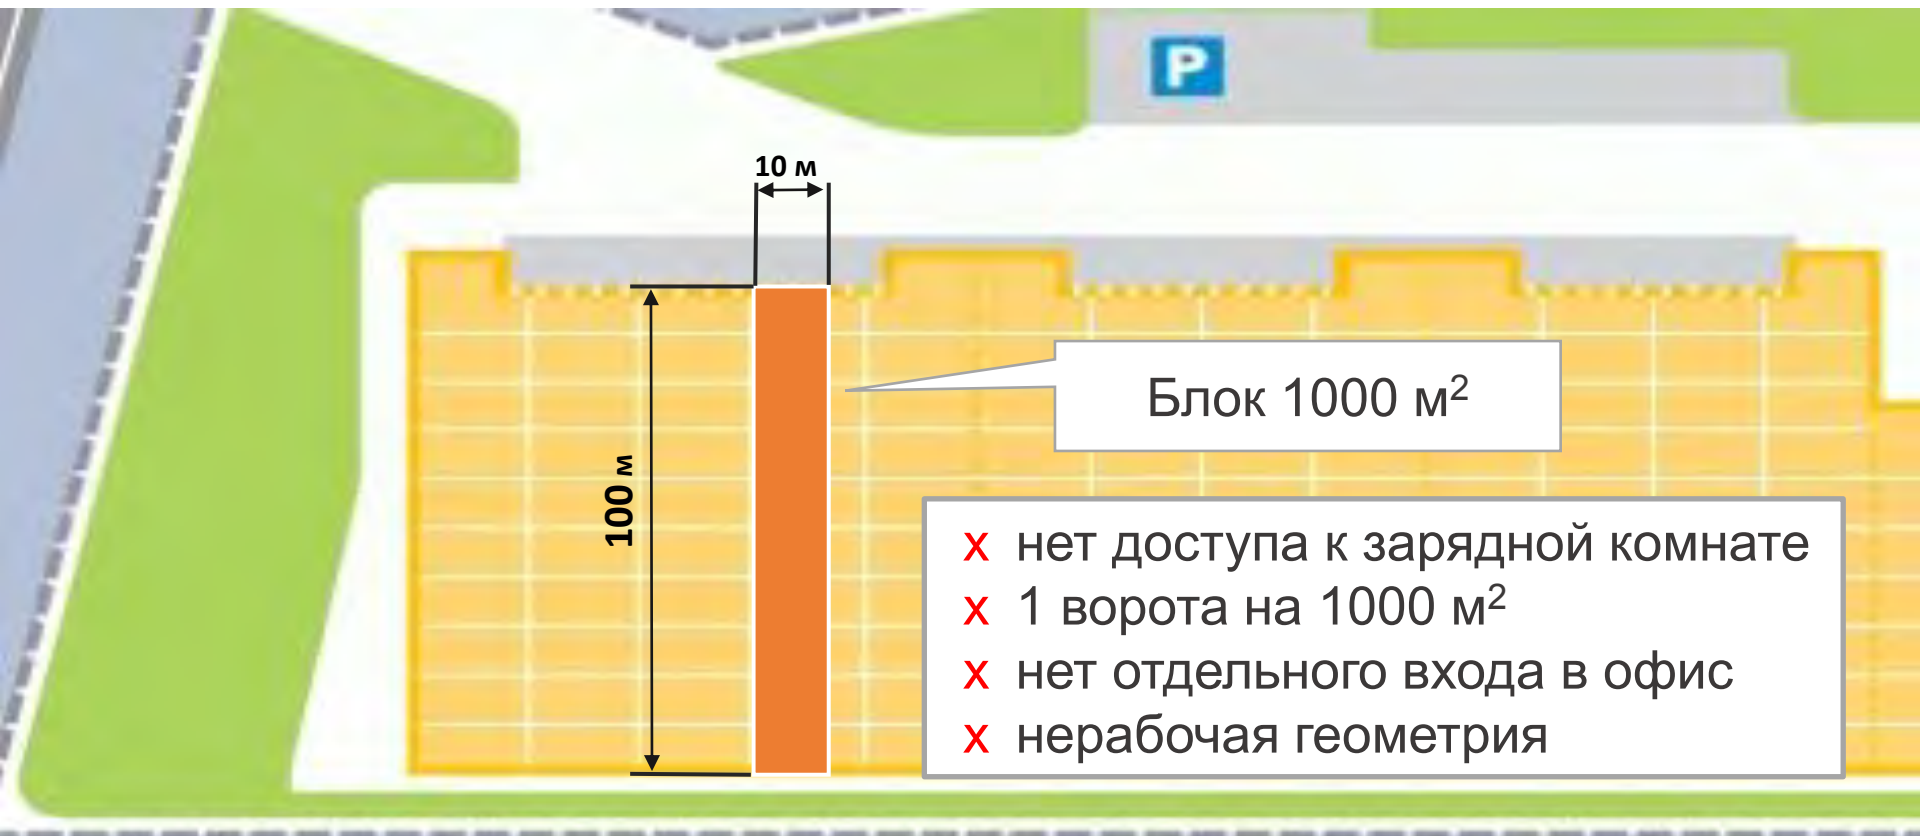 P
10 м
100 м
Блок 1000 м²
x нет доступа к зарядной комнате
x 1 ворота на 1000 м²
x нет отдельного входа в офис
x нерабочая геометрия